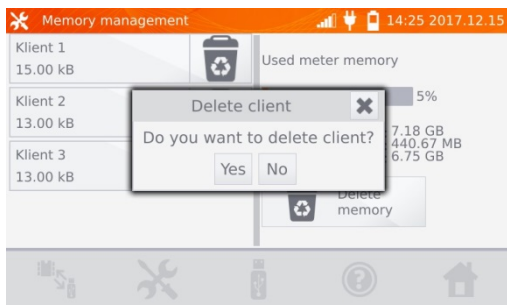 Memory management
14:25 2017.12.15
Klient 1
15.00 kB
Klient 2
13.00 kB
Klient 3
13.00 kB
Used meter memory
5%
7.18 GB
440.67 MB
6.75 GB
Delete
memory
Delete client
Do you want to delete client?
Yes No